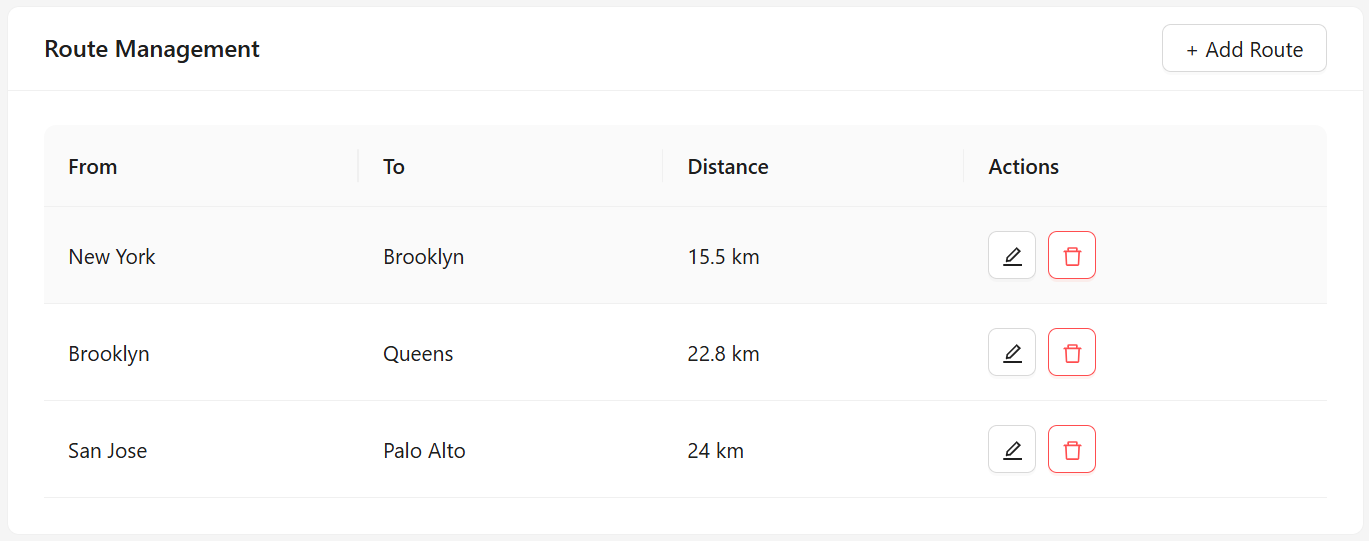 Route Management
+ Add Route
From To Distance Actions
New York Brooklyn 15.5 km
Brooklyn Queens 22.8 km
San Jose Palo Alto 24 km